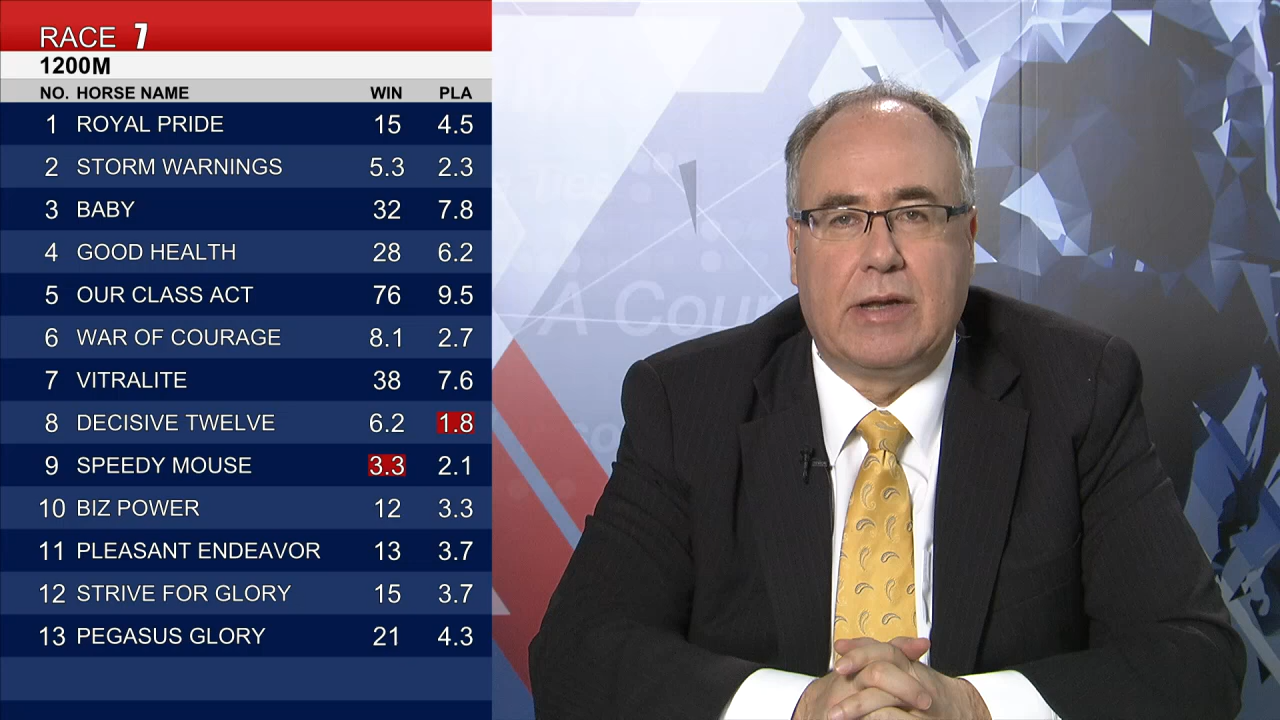 RACE 7
1200M
NO. HORSE NAME WIN PLA
1 ROYAL PRIDE 15 4.5
2 STORM WARNINGS 5.3 2.3
3 BABY 32 7.8
4 GOOD HEALTH 28 6.2
5 OUR CLASS ACT 76 9.5
6 WAR OF COURAGE 8.1 2.7
7 VITRALITE 38 7.6
8 DECISIVE TWELVE 6.2 1.8
9 SPEEDY MOUSE 3.3 2.1
10 BIZ POWER 12 3.3
11 PLEASANT ENDEAVOR 13 3.7
12 STRIVE FOR GLORY 15 3.7
13 PEGASUS GLORY 21 4.3
A Cour